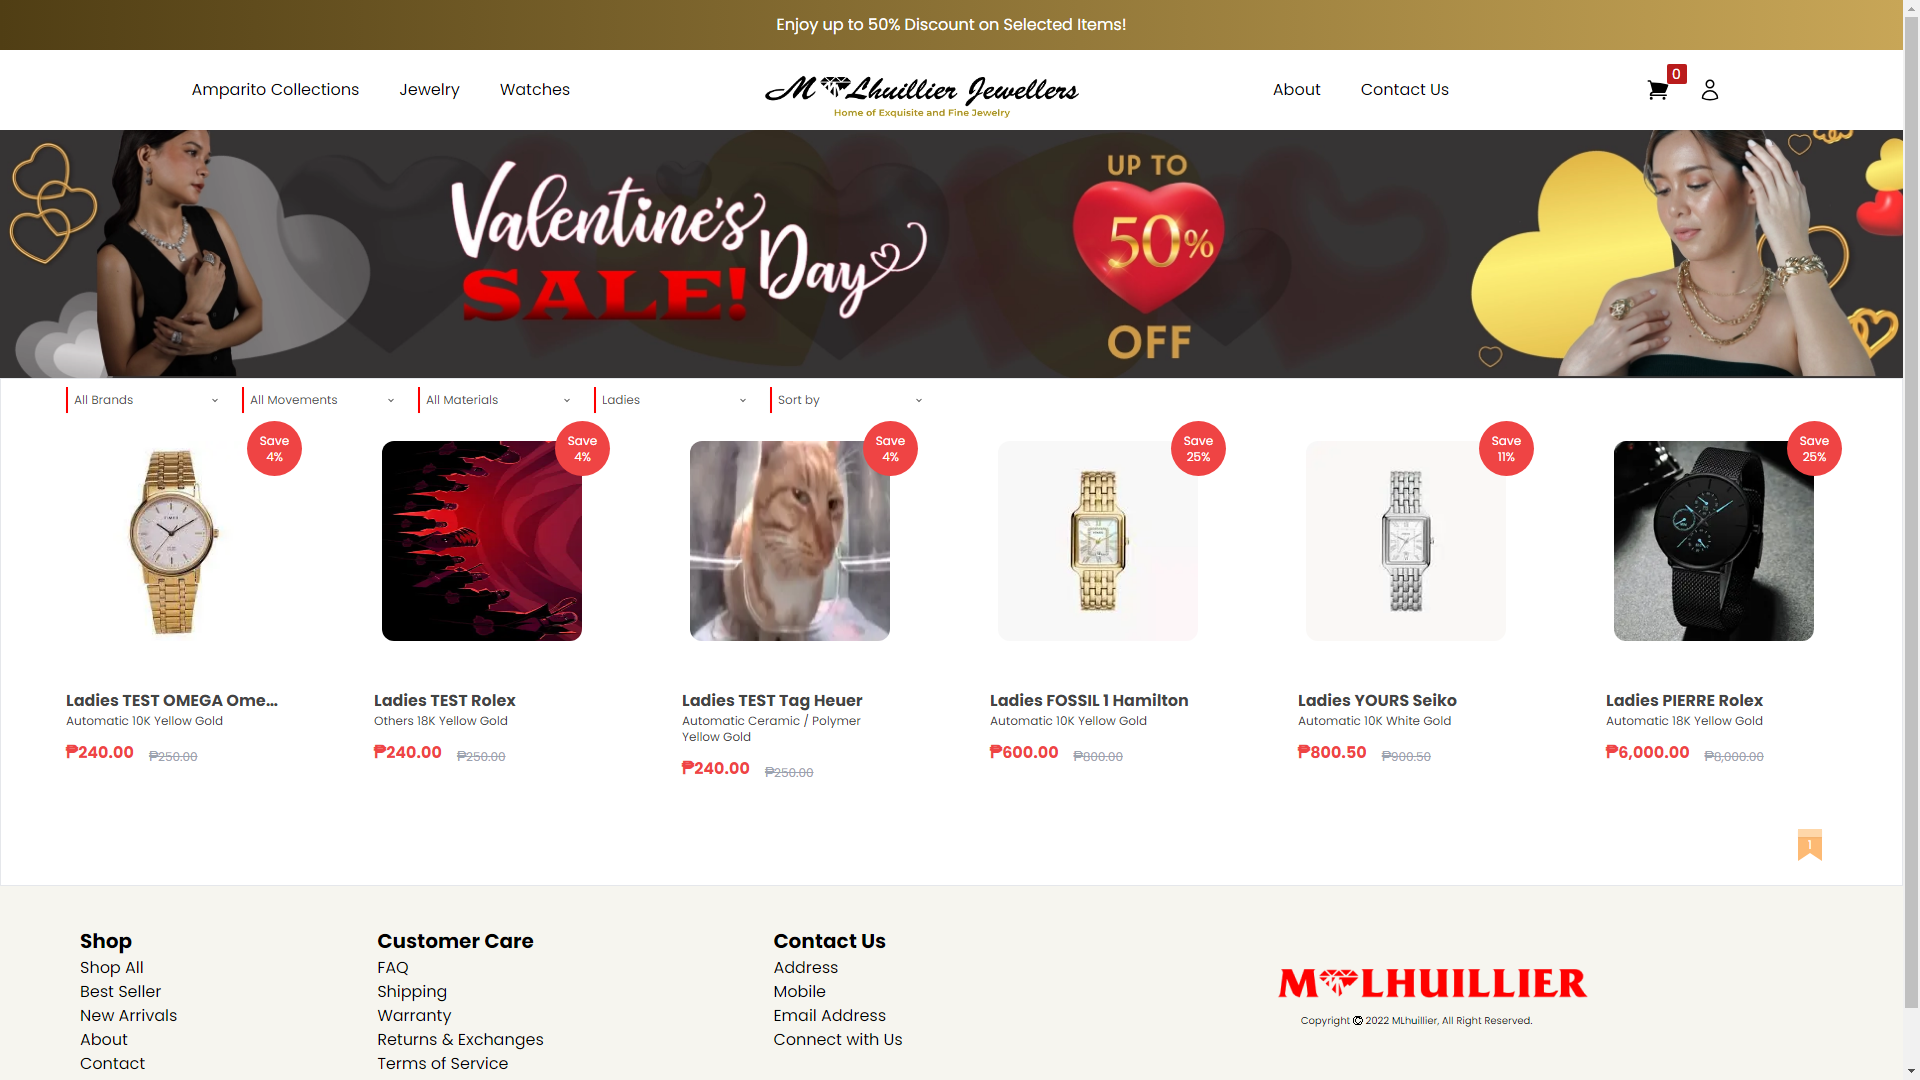 Enjoy up to 50% Discount on Selected Items!
Amparito Collections Jewelry Watches
M Lhuillier Jewellers
Home of Exquisite and Fine Jewelry
About Contact Us
0
Valentine's
Day
SALE!
UP TO
50%
OFF
All Brands All Movements All Materials Ladies Sort by
Save
4%
Save
4%
Save
4%
Save
25%
Save
11%
Save
25%
Ladies TEST OMEGA Ome...
Automatic 10K Yellow Gold
₱240.00 ₱250.00
Ladies TEST Rolex
Others 18K Yellow Gold
₱240.00 ₱250.00
Ladies TEST Tag Heuer
Automatic Ceramic / Polymer
Yellow Gold
₱240.00 ₱250.00
Ladies FOSSIL 1 Hamilton
Automatic 10K Yellow Gold
₱600.00 ₱800.00
Ladies YOURS Seiko
Automatic 10K White Gold
₱800.50 ₱900.50
Ladies PIERRE Rolex
Automatic 18K Yellow Gold
₱6,000.00 ₱8,000.00
1
Shop
Shop All
Best Seller
New Arrivals
About
Contact
Customer Care
FAQ
Shipping
Warranty
Returns & Exchanges
Terms of Service
Contact Us
Address
Mobile
Email Address
Connect with Us
M LHUILLIER
Copyright © 2022 MLhuillier, All Right Reserved.